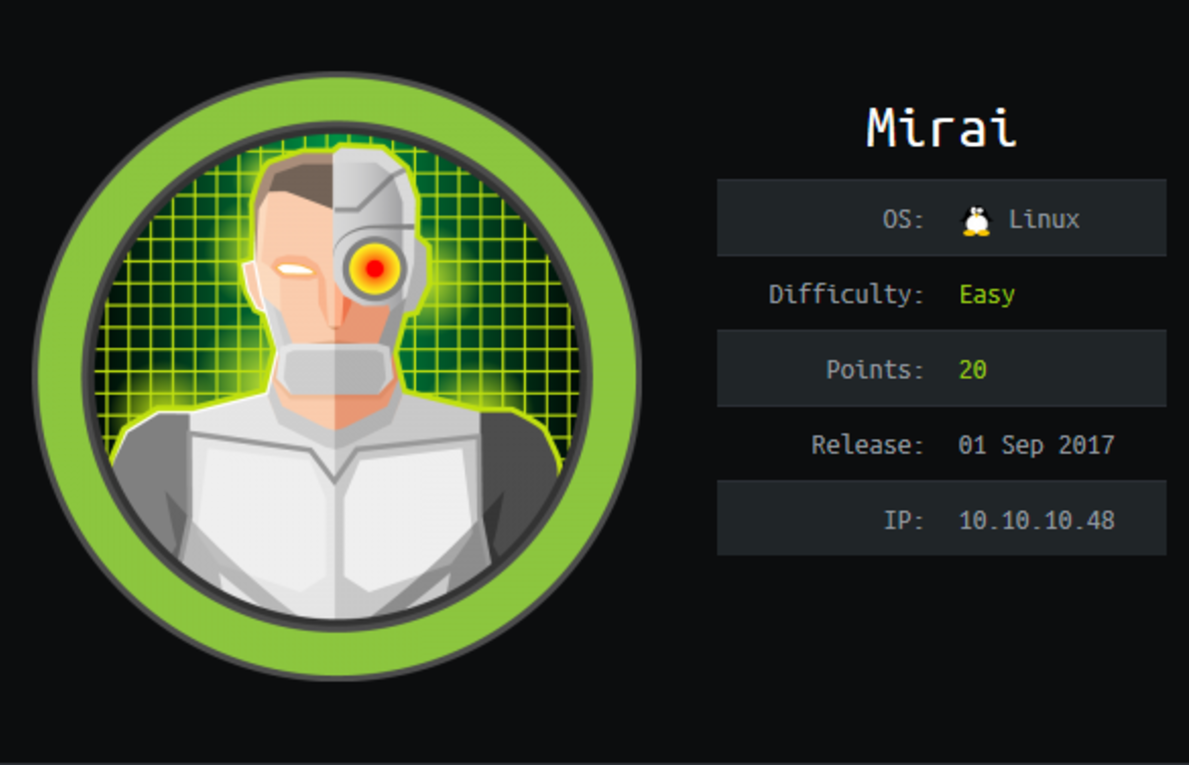 Mirai
OS: Linux
Difficulty: Easy
Points: 20
Release: 01 Sep 2017
IP: 10.10.10.48